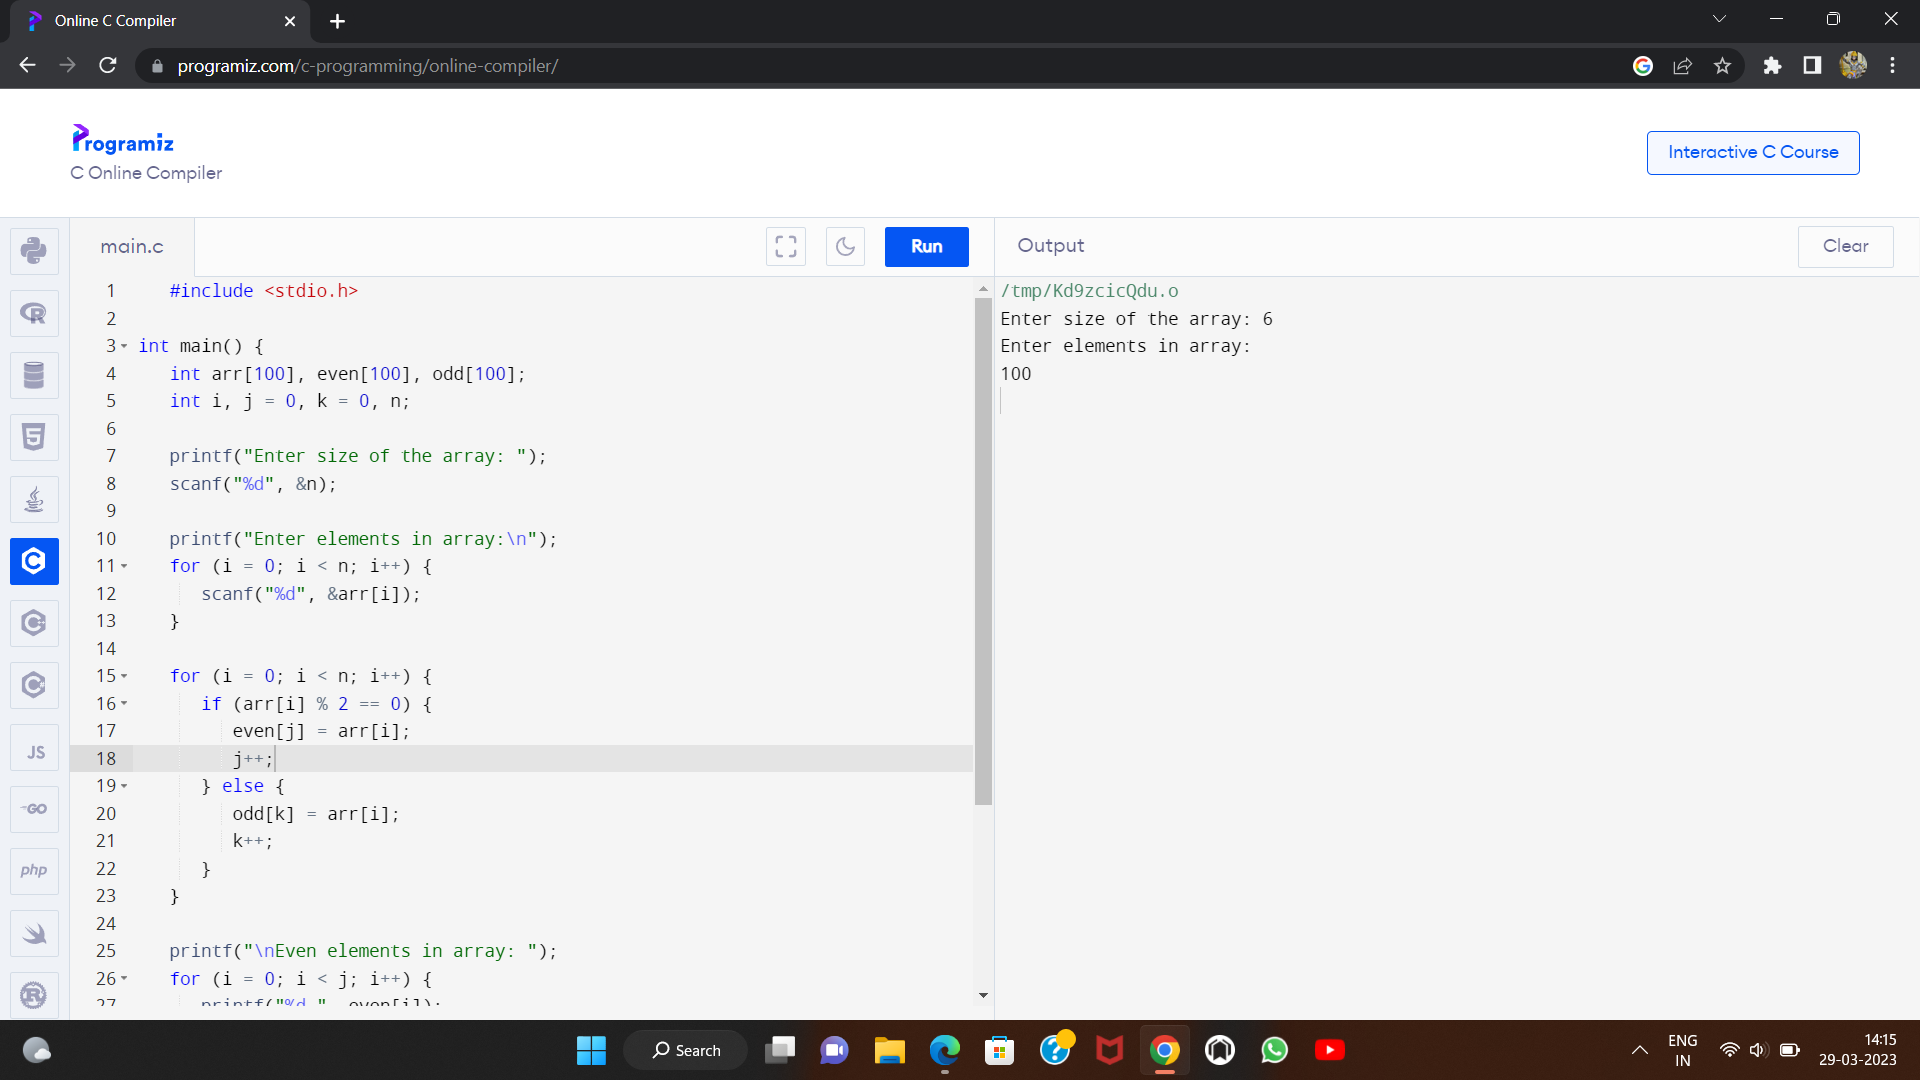 Online C Compiler
programiz.com/c-programming/online-compiler/
Programiz
C Online Compiler
Interactive C Course
main.c
Run
Output
Clear
1 #include <stdio.h>
2
3 int main() {
4 int arr[100], even[100], odd[100];
5 int i, j = 0, k = 0, n;
6
7 printf("Enter size of the array: ");
8 scanf("%d", &n);
9
10 printf("Enter elements in array:\n");
11 for (i = 0; i < n; i++) {
12 scanf("%d", &arr[i]);
13 }
14
15 for (i = 0; i < n; i++) {
16 if (arr[i] % 2 == 0) {
17 even[j] = arr[i];
18 j++;
19 } else {
20 odd[k] = arr[i];
21 k++;
22 }
23 }
24
25 printf("\nEven elements in array: ");
26 for (i = 0; i < j; i++) {
27 printf("%d ", even[i]);
/tmp/Kd9zcicQdu.o
Enter size of the array: 6
Enter elements in array:
100
JS
GO
php
Search
ENG
IN
14:15
29-03-2023